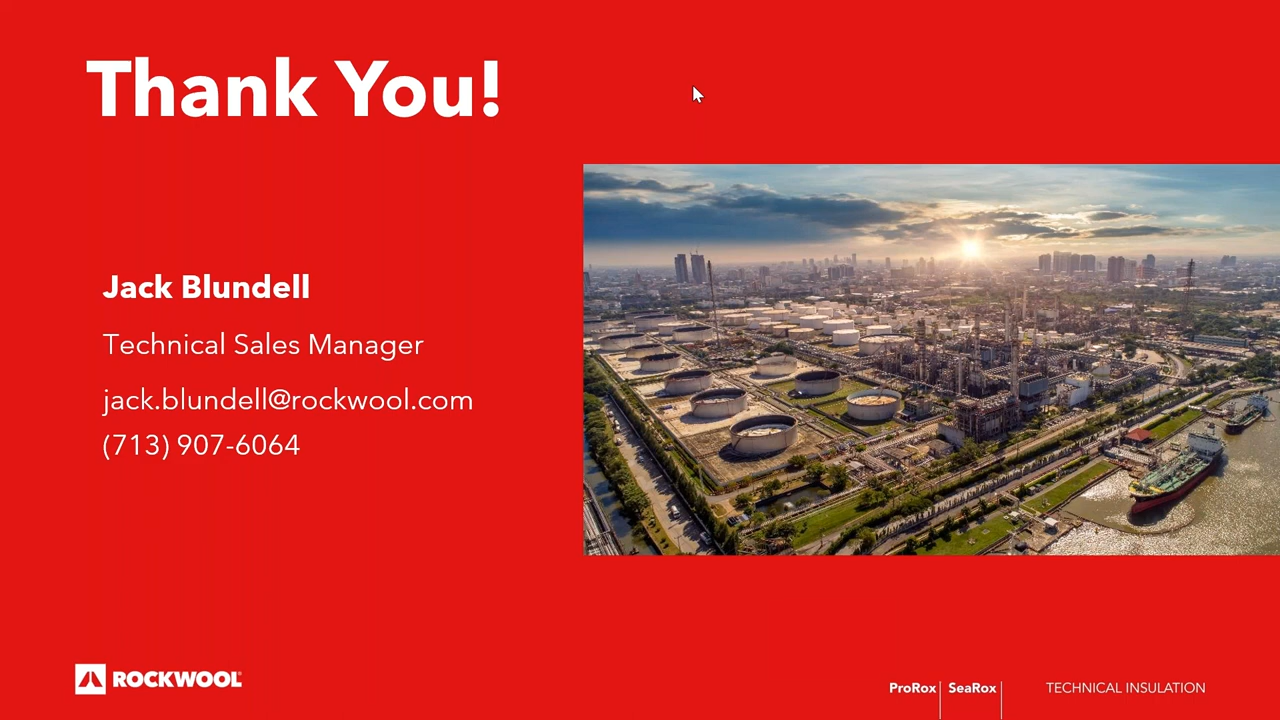 Thank You!
Jack Blundell
Technical Sales Manager
jack.blundell@rockwool.com
(713) 907-6064
ROCKWOOL®
ProRox
SeaRox
TECHNICAL INSULATION